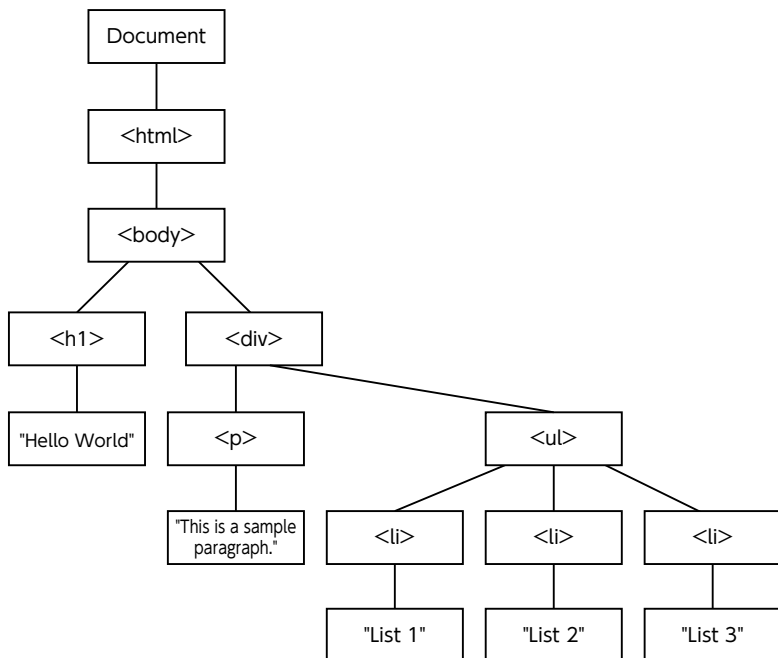 Document
<html>
<body>
<h1>
<div>
"Hello World"
<p>
<ul>
"This is a sample
paragraph."
<li>
<li>
<li>
"List 1"
"List 2"
"List 3"